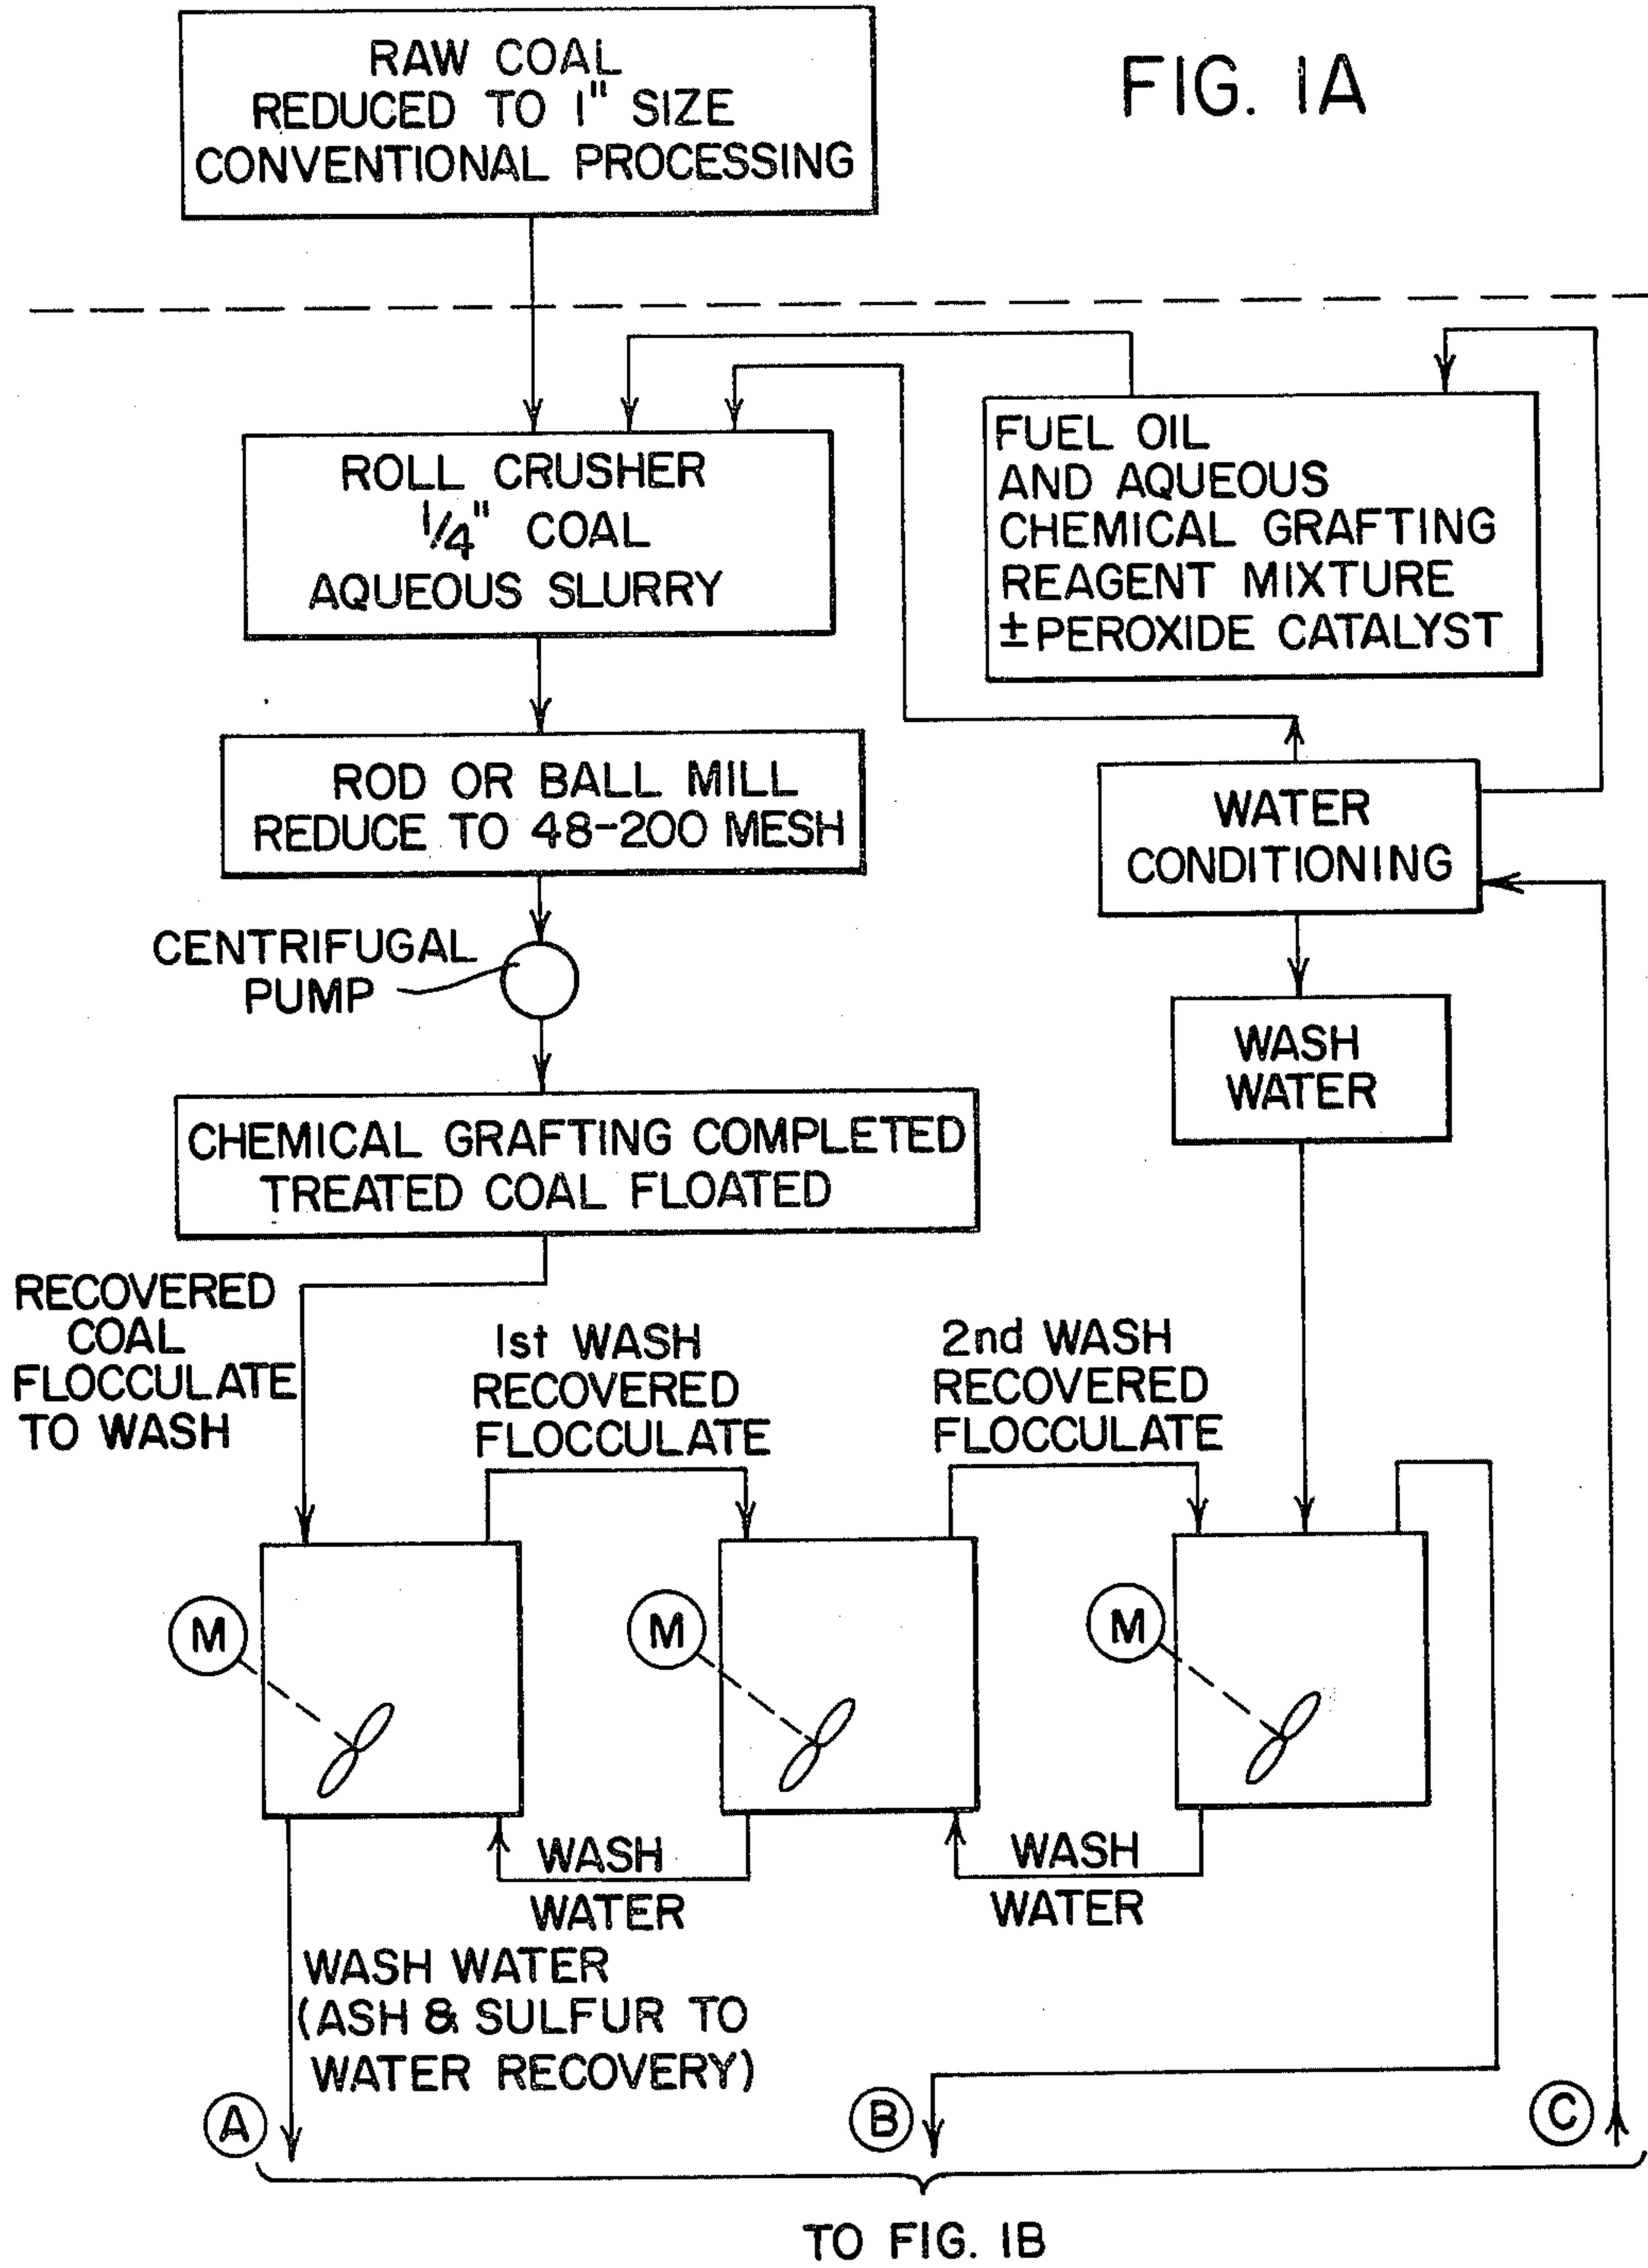 FIG. 1A
RAW COAL
REDUCED TO 1" SIZE
CONVENTIONAL PROCESSING
ROLL CRUSHER
1/4" COAL
AQUEOUS SLURRY
FUEL OIL
AND AQUEOUS
CHEMICAL GRAFTING
REAGENT MIXTURE
±PEROXIDE CATALYST
ROD OR BALL MILL
REDUCE TO 48-200 MESH
WATER
CONDITIONING
CENTRIFUGAL
PUMP
WASH
WATER
CHEMICAL GRAFTING COMPLETED
TREATED COAL FLOATED
RECOVERED
COAL
FLOCCULATE
TO WASH
1st WASH
RECOVERED
FLOCCULATE
2nd WASH
RECOVERED
FLOCCULATE
M
M
M
WASH
WATER
WASH
WATER
WASH WATER
(ASH & SULFUR TO
WATER RECOVERY)
A
B
C
TO FIG. 1B